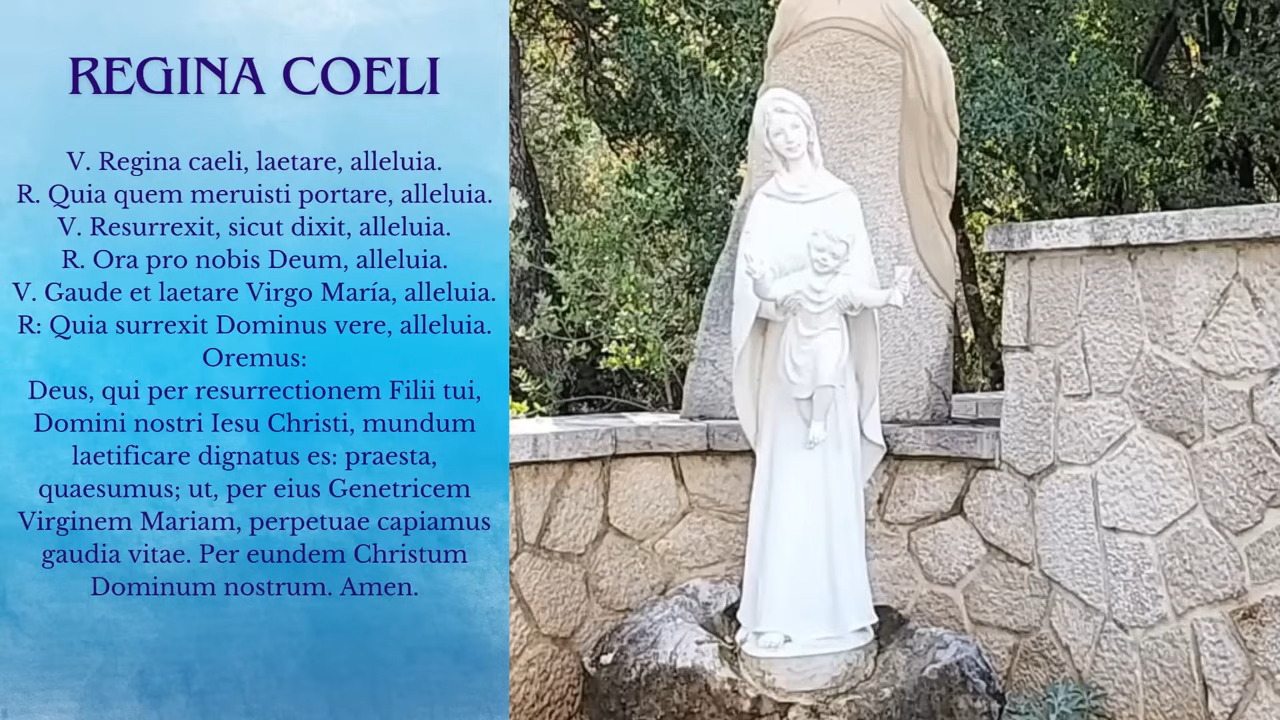 REGINA COELI
V. Regina caeli, laetare, alleluia.
R. Quia quem meruisti portare, alleluia.
V. Resurrexit, sicut dixit, alleluia.
R. Ora pro nobis Deum, alleluia.
V. Gaude et laetare Virgo María, alleluia.
R: Quia surrexit Dominus vere, alleluia.
Oremus:
Deus, qui per resurrectionem Filii tui,
Domini nostri Iesu Christi, mundum
laetificare dignatus es: praesta,
quaesumus; ut, per eius Genetricem
Virginem Mariam, perpetuae capiamus
gaudia vitae. Per eundem Christum
Dominum nostrum. Amen.